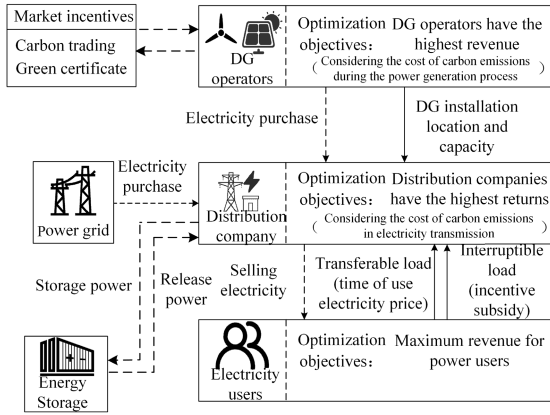 Market incentives
Carbon trading
Green certificate
DG
operators
Optimization DG operators have the
objectives: highest revenue
(Considering the cost of carbon emissions
during the power generation process)
Electricity purchase
DG installation
location and
capacity
Electricity
purchase
Power grid
Distribution
company
Optimization Distribution companies
objectives: have the highest returns
(Considering the cost of carbon emissions
in electricity transmission)
Storage power
Release
power
Selling
electricity
Transferable load
(time of use
electricity price)
Interruptible
load
(incentive
subsidy)
Energy
Storage
Electricity
users
Optimization Maximum revenue for
objectives: power users